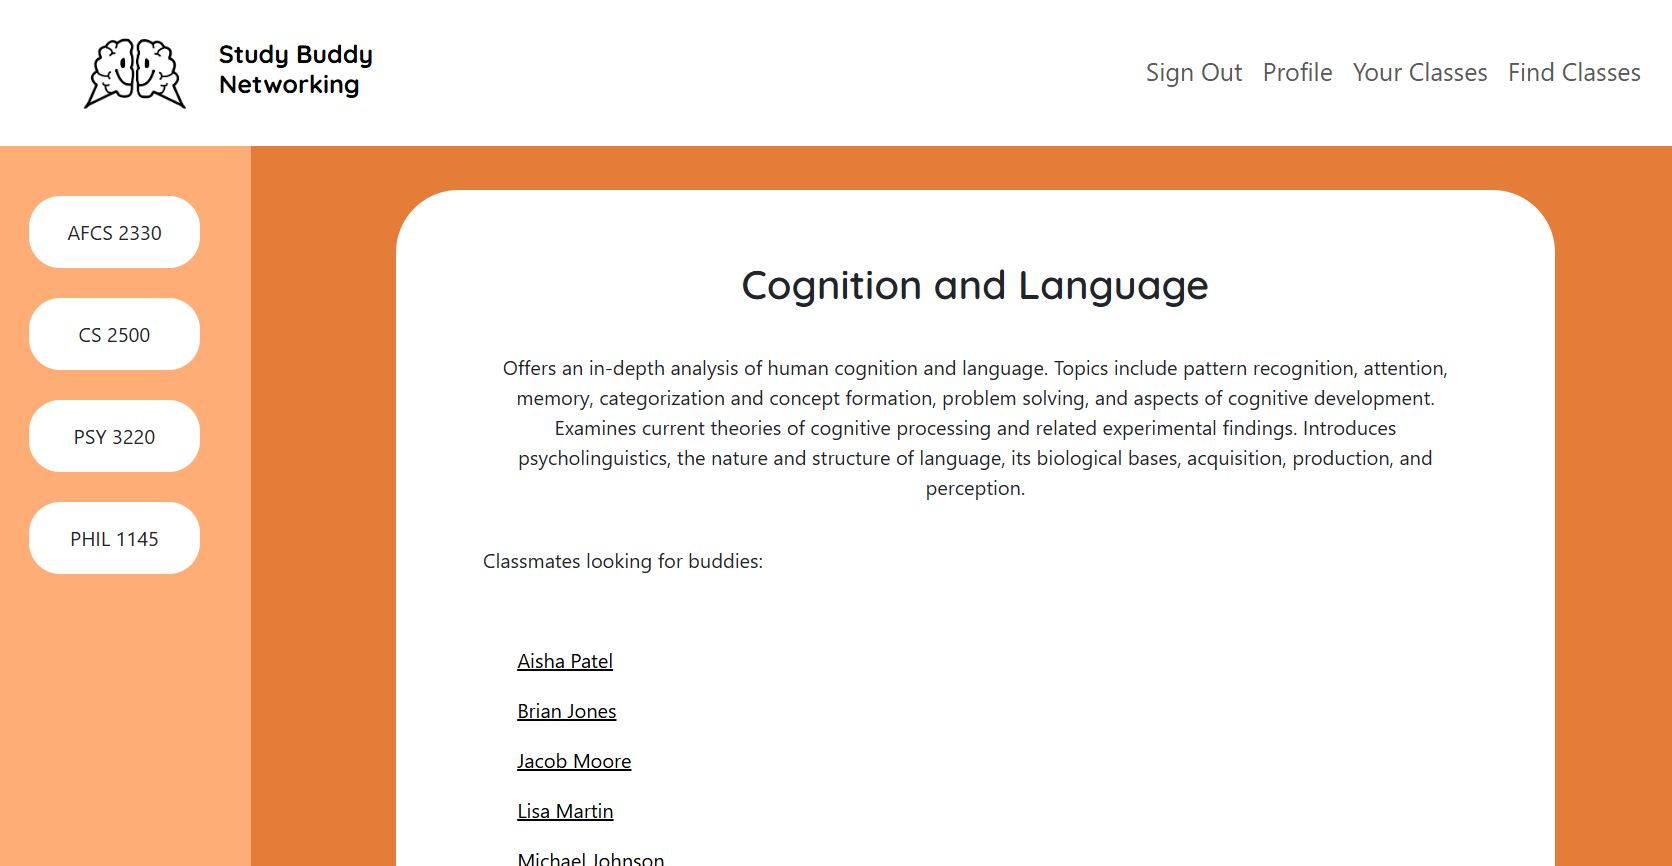 Study Buddy
Networking
Sign Out Profile Your Classes Find Classes
AFCS 2330
CS 2500
PSY 3220
PHIL 1145
Cognition and Language
Offers an in-depth analysis of human cognition and language. Topics include pattern recognition, attention,
memory, categorization and concept formation, problem solving, and aspects of cognitive development.
Examines current theories of cognitive processing and related experimental findings. Introduces
psycholinguistics, the nature and structure of language, its biological bases, acquisition, production, and
perception.
Classmates looking for buddies:
Aisha Patel
Brian Jones
Jacob Moore
Lisa Martin
Michael Johnson